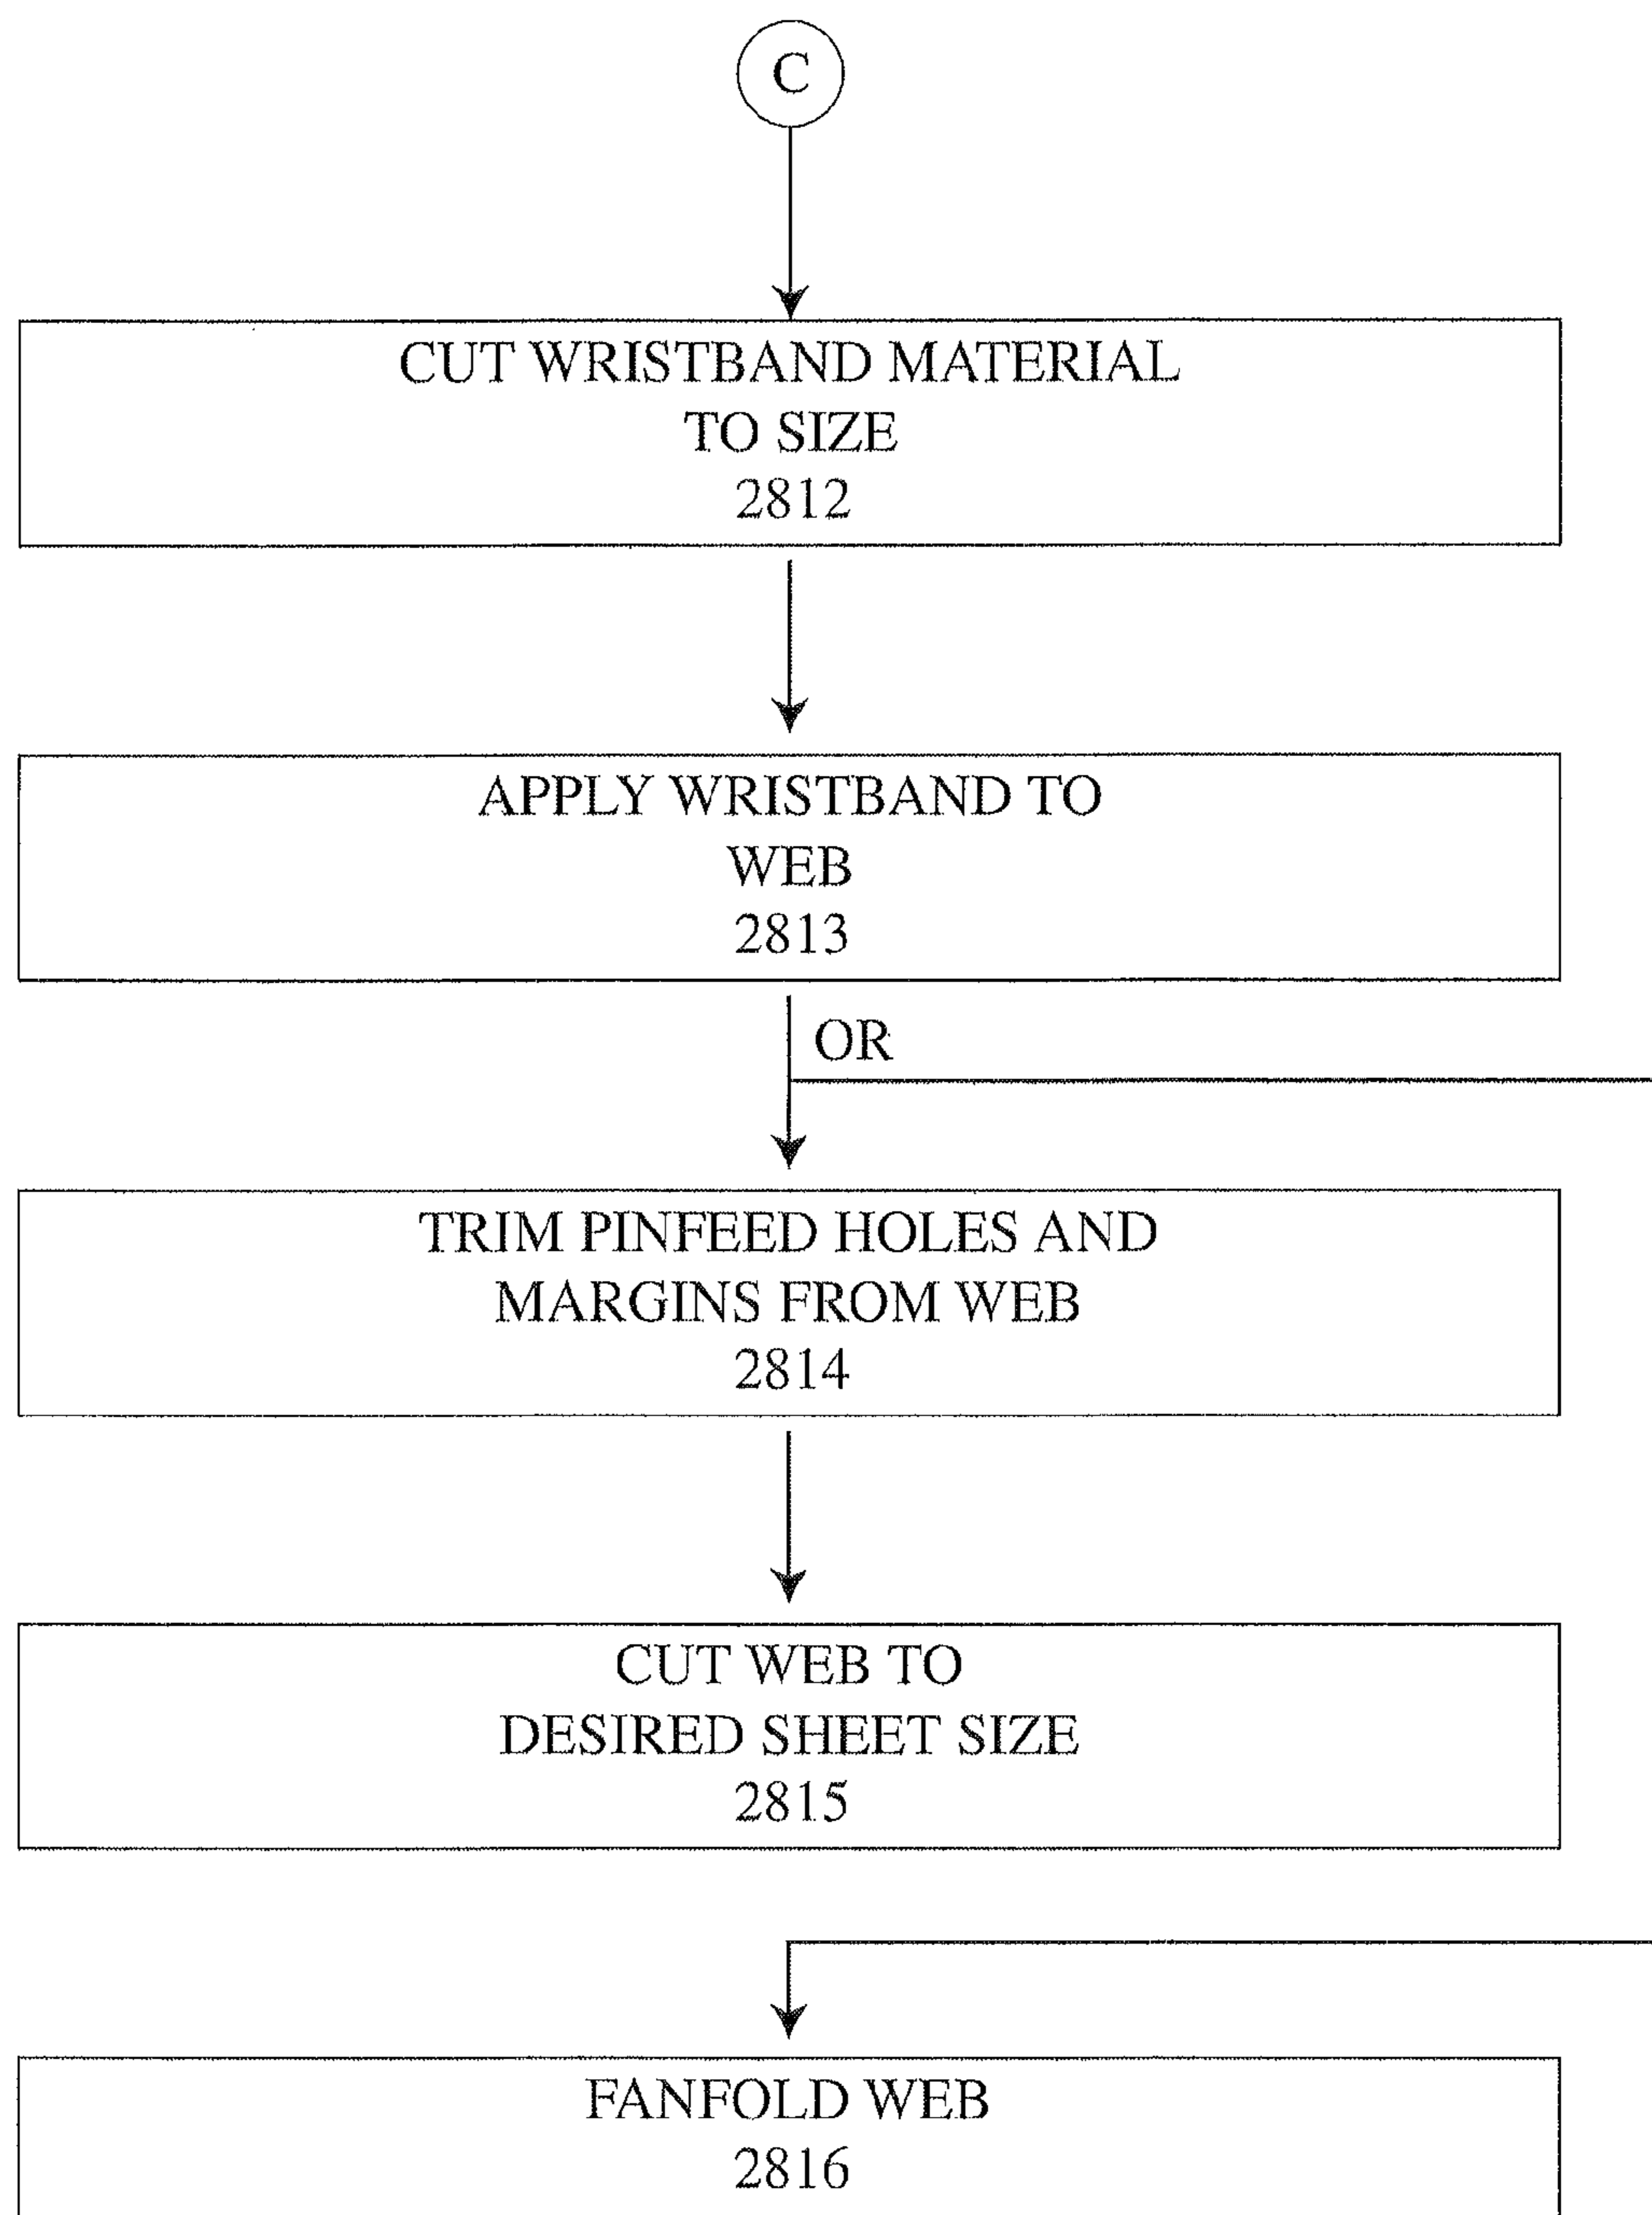 C
CUT WRISTBAND MATERIAL
TO SIZE
2812
APPLY WRISTBAND TO
WEB
2813
OR
TRIM PINFEED HOLES AND
MARGINS FROM WEB
2814
CUT WEB TO
DESIRED SHEET SIZE
2815
FANFOLD WEB
2816